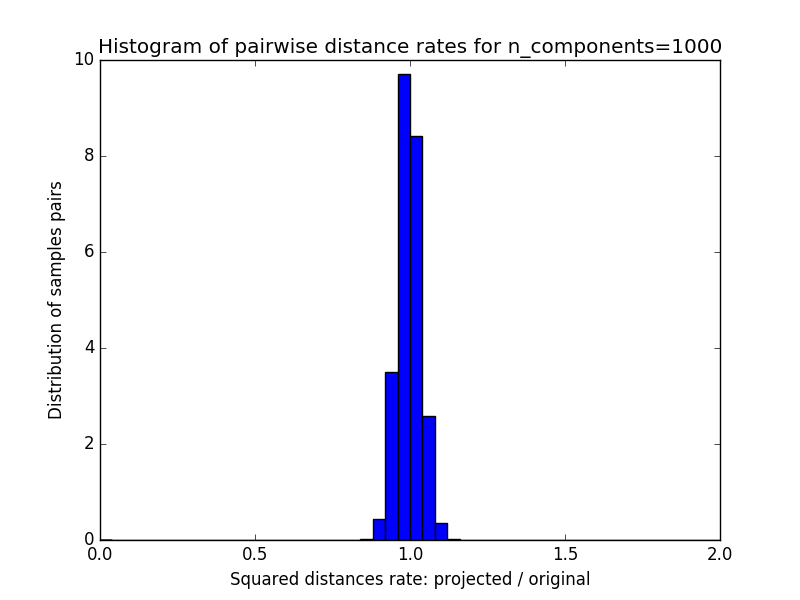 Histogram of pairwise distance rates for n_components=1000
10
8
6
4
2
0
Distribution of samples pairs
0.0 0.5 1.0 1.5 2.0
Squared distances rate: projected / original